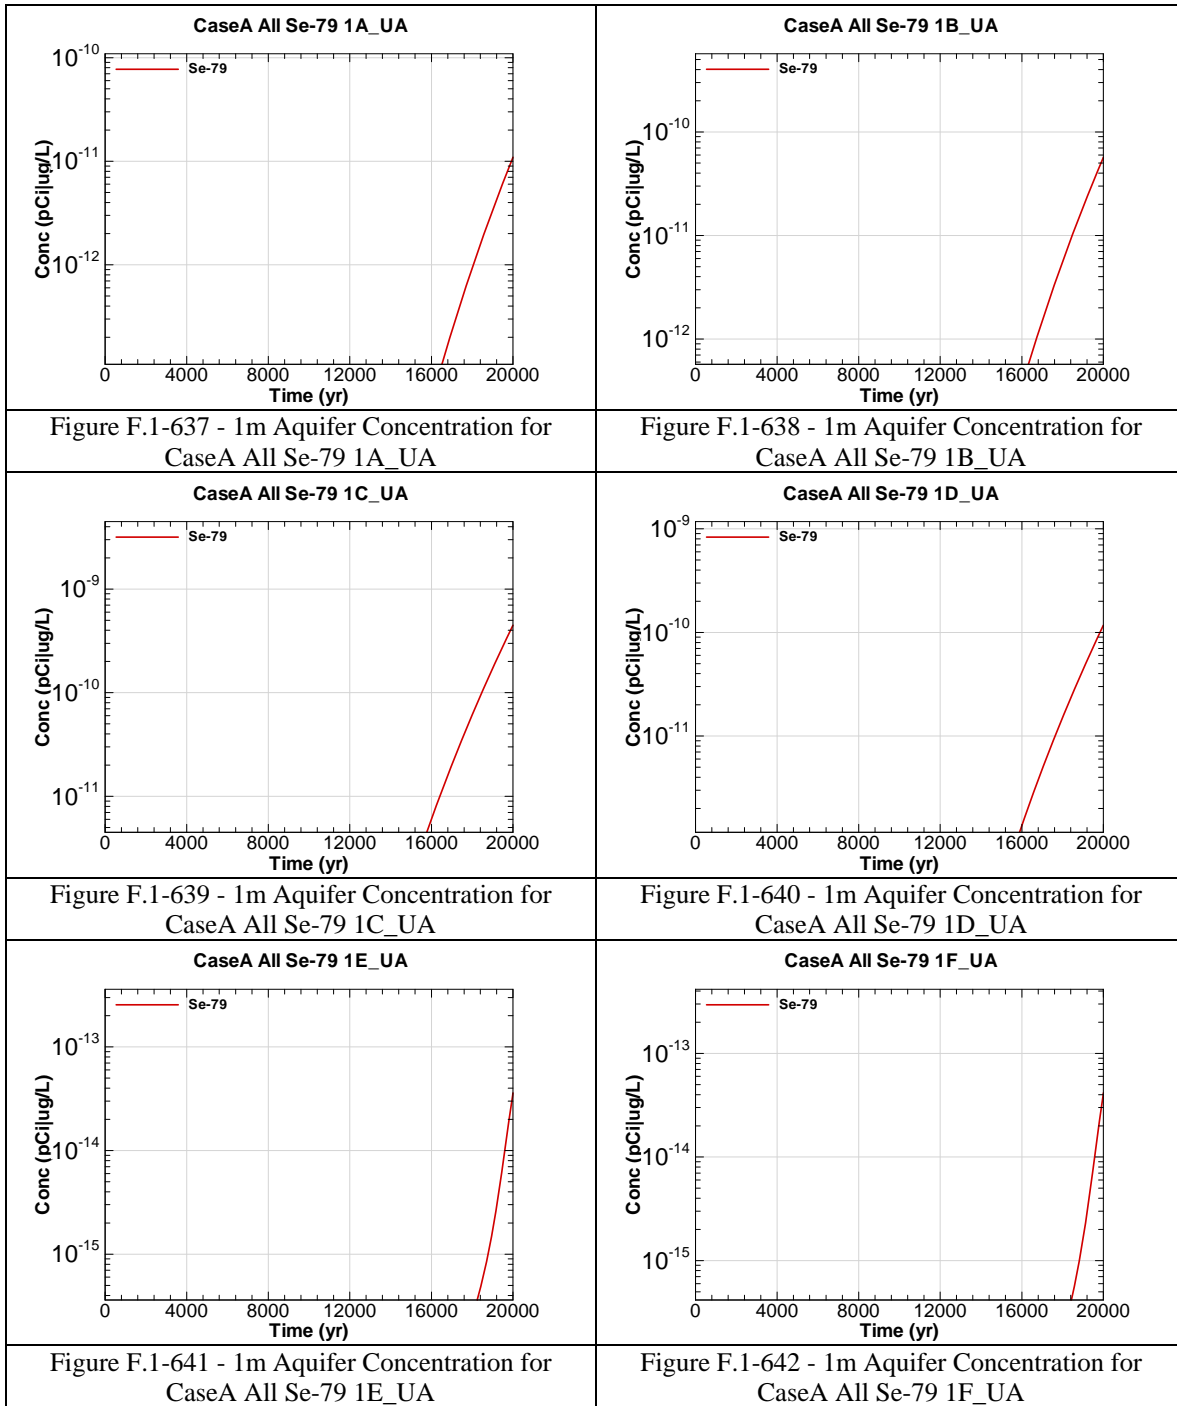 CaseA All Se-79 1A_UA
Se-79
10-10
10-11
10-12
Conc (pCi|ug/L)
0 4000 8000 12000 16000 20000
Time (yr)
Figure F.1-637 - 1m Aquifer Concentration for
CaseA All Se-79 1A_UA
CaseA All Se-79 1B_UA
Se-79
10-10
10-11
10-12
Conc (pCi|ug/L)
0 4000 8000 12000 16000 20000
Time (yr)
Figure F.1-638 - 1m Aquifer Concentration for
CaseA All Se-79 1B_UA
CaseA All Se-79 1C_UA
Se-79
10-9
10-10
10-11
Conc (pCi|ug/L)
0 4000 8000 12000 16000 20000
Time (yr)
Figure F.1-639 - 1m Aquifer Concentration for
CaseA All Se-79 1C_UA
CaseA All Se-79 1D_UA
Se-79
10-9
10-10
10-11
Conc (pCi|ug/L)
0 4000 8000 12000 16000 20000
Time (yr)
Figure F.1-640 - 1m Aquifer Concentration for
CaseA All Se-79 1D_UA
CaseA All Se-79 1E_UA
Se-79
10-13
10-14
10-15
Conc (pCi|ug/L)
0 4000 8000 12000 16000 20000
Time (yr)
Figure F.1-641 - 1m Aquifer Concentration for
CaseA All Se-79 1E_UA
CaseA All Se-79 1F_UA
Se-79
10-13
10-14
10-15
Conc (pCi|ug/L)
0 4000 8000 12000 16000 20000
Time (yr)
Figure F.1-642 - 1m Aquifer Concentration for
CaseA All Se-79 1F_UA